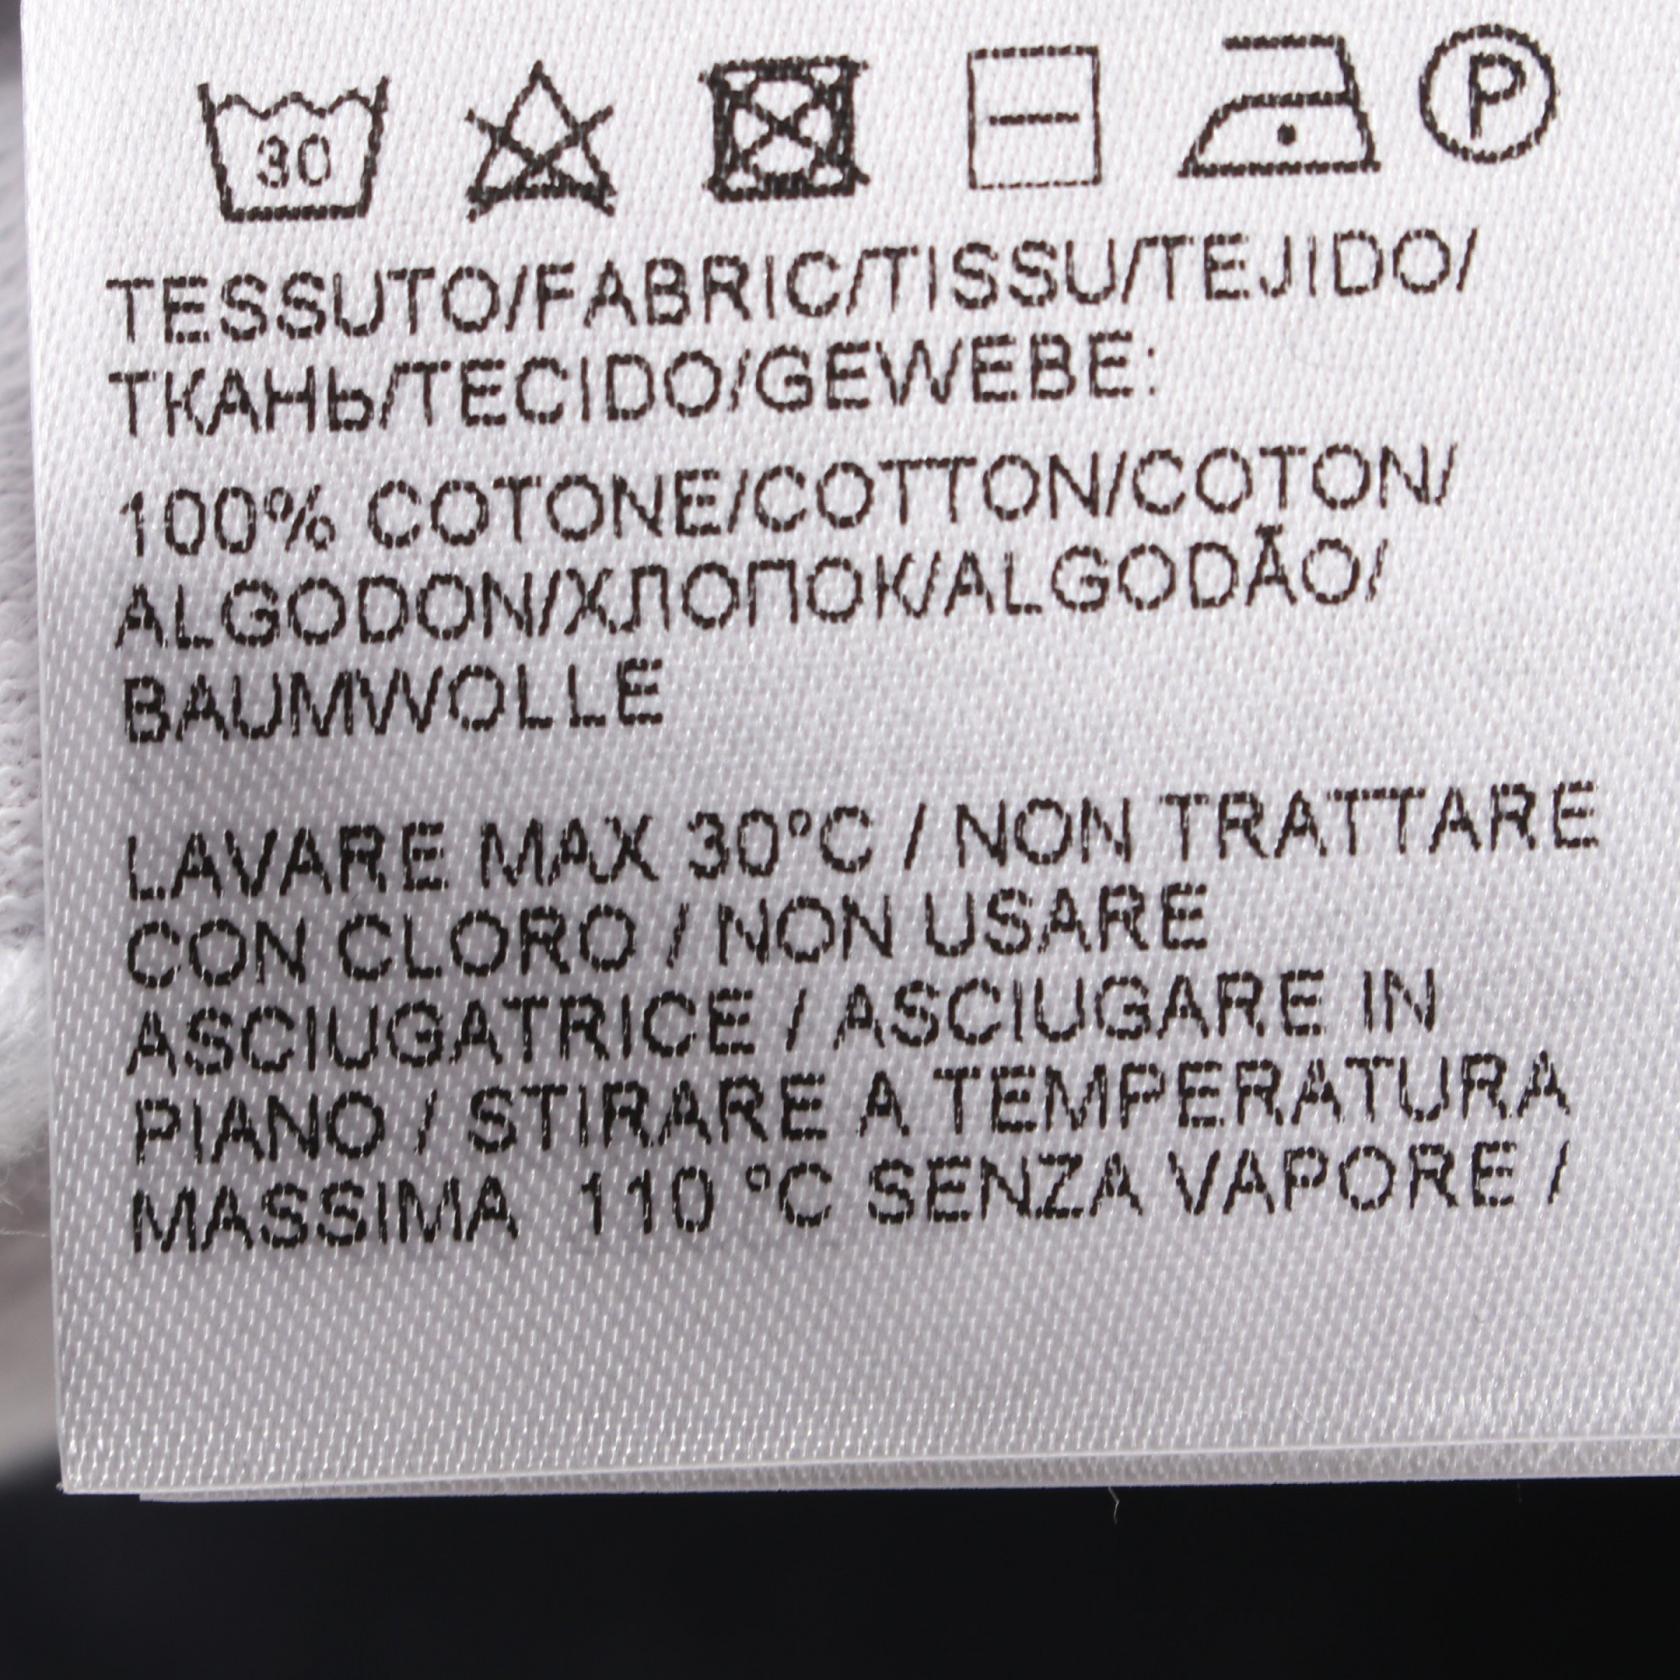 30 P
TESSUTO/FABRIC/TISSU/TEJIDO/
ТКАНЬ/TECIDO/GEWEBE:
100% COTONE/COTTON/COTON/
ALGODON/ХЛОПОК/ALGODÃO/
BAUMWOLLE
LAVARE MAX 30°C / NON TRATTARE
CON CLORO / NON USARE
ASCIUGATRICE / ASCIUGARE IN
PIANO / STIRARE A TEMPERATURA
MASSIMA 110 °C SENZA VAPORE /